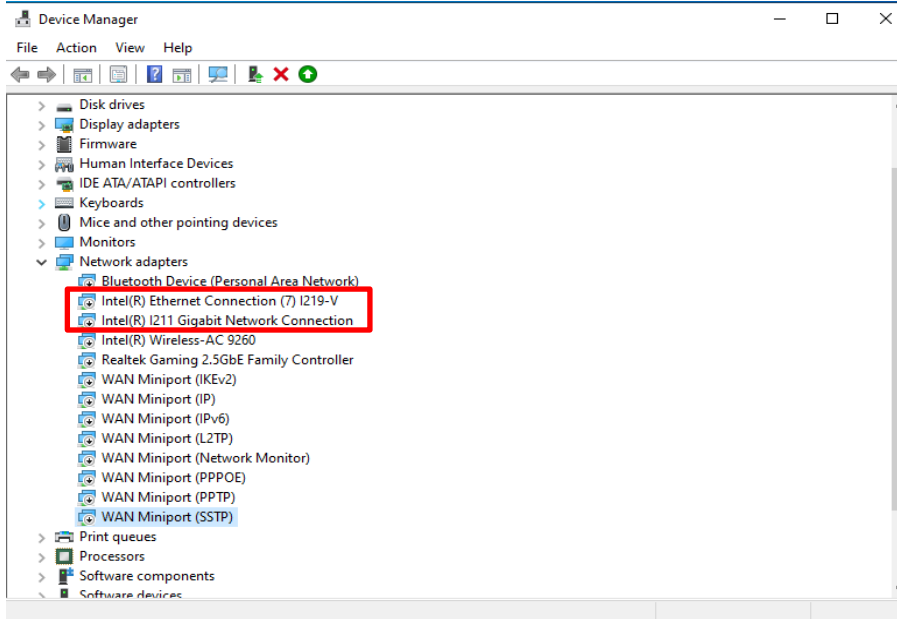 Device Manager
File Action View Help
Disk drives
Display adapters
Firmware
Human Interface Devices
IDE ATA/ATAPI controllers
Keyboards
Mice and other pointing devices
Monitors
Network adapters
Bluetooth Device (Personal Area Network)
Intel(R) Ethernet Connection (7) I219-V
Intel(R) I211 Gigabit Network Connection
Intel(R) Wireless-AC 9260
Realtek Gaming 2.5GbE Family Controller
WAN Miniport (IKEv2)
WAN Miniport (IP)
WAN Miniport (IPv6)
WAN Miniport (L2TP)
WAN Miniport (Network Monitor)
WAN Miniport (PPPOE)
WAN Miniport (PPTP)
WAN Miniport (SSTP)
Print queues
Processors
Software components
Software devices